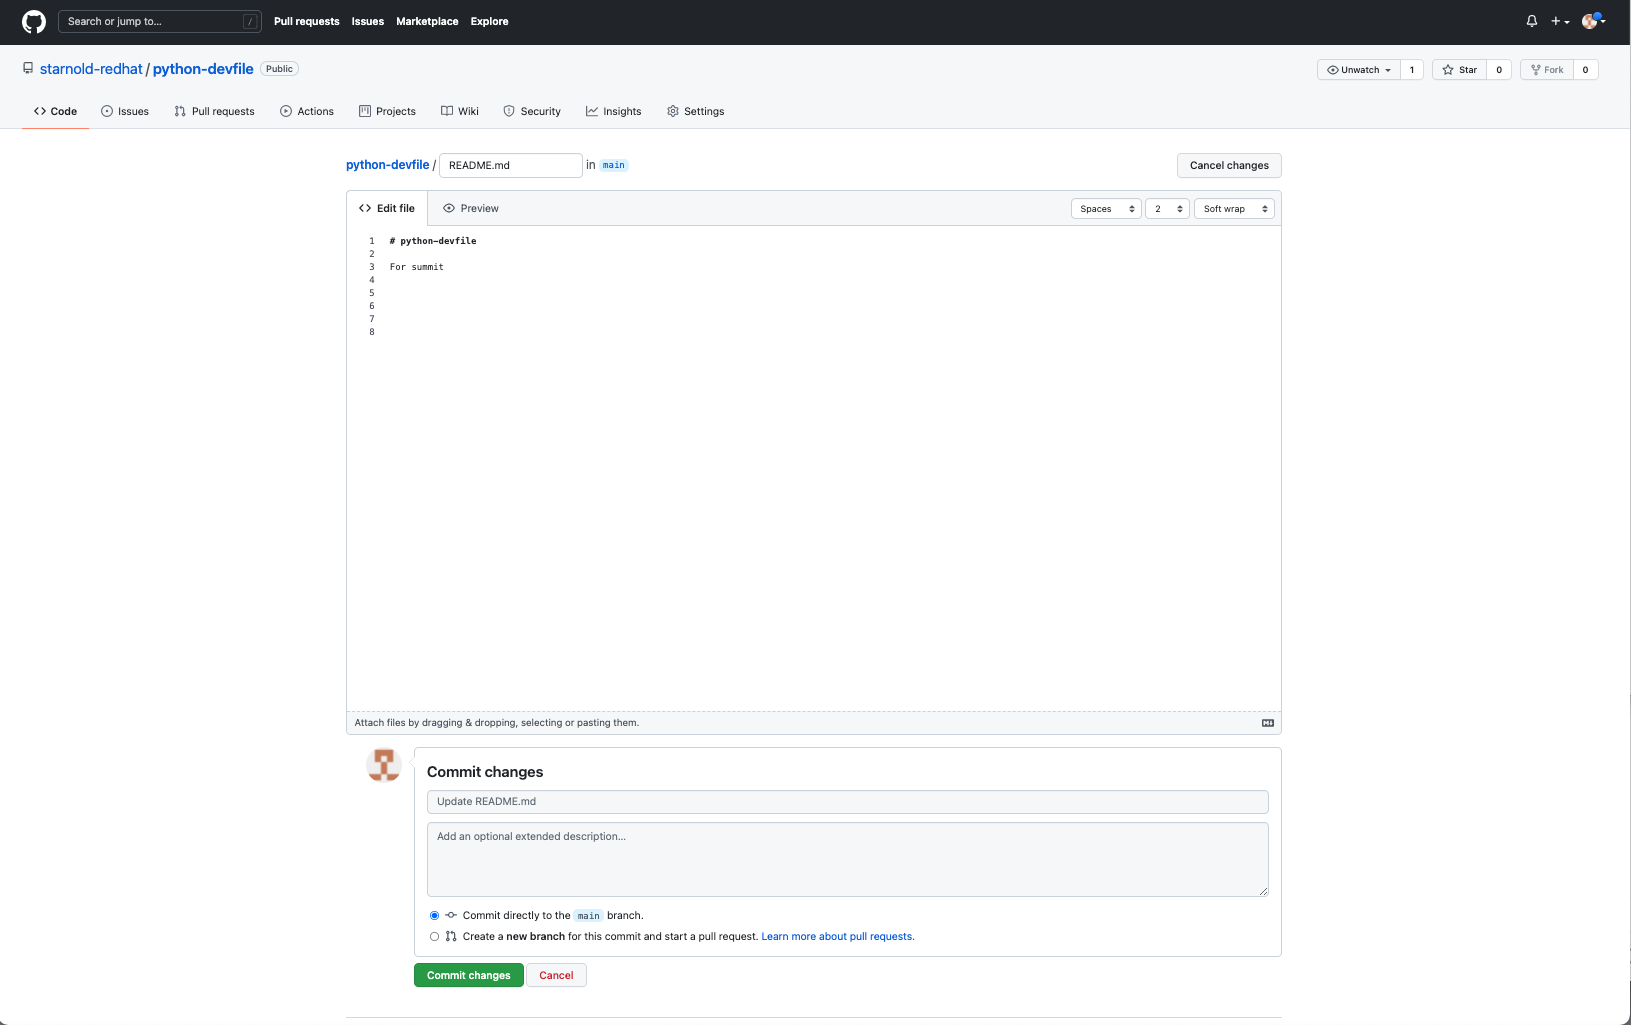 Search or jump to... /
Pull requests Issues Marketplace Explore
starnold-redhat / python-devfile Public
Unwatch 1 Star 0 Fork 0
Code Issues Pull requests Actions Projects Wiki Security Insights Settings
python-devfile / README.md in main
Cancel changes
Edit file Preview
Spaces 2 Soft wrap
1 # python-devfile
2
3 For summit
4
5
6
7
8
Attach files by dragging & dropping, selecting or pasting them.
Commit changes
Update README.md
Add an optional extended description...
Commit directly to the main branch.
Create a new branch for this commit and start a pull request. Learn more about pull requests.
Commit changes Cancel